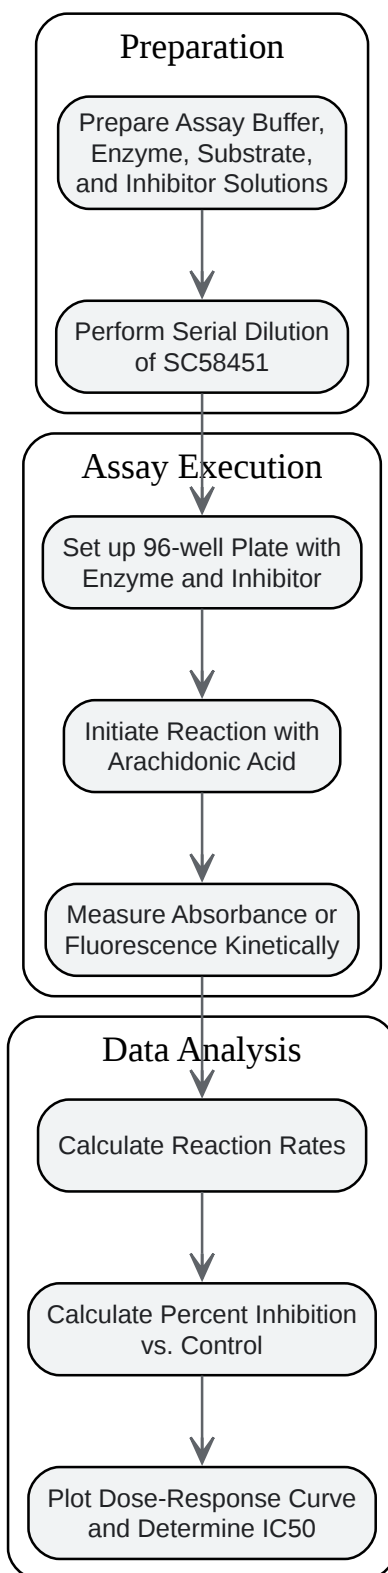 Preparation
Prepare Assay Buffer,
Enzyme, Substrate,
and Inhibitor Solutions
Perform Serial Dilution
of SC58451
Assay Execution
Set up 96-well Plate with
Enzyme and Inhibitor
Initiate Reaction with
Arachidonic Acid
Measure Absorbance or
Fluorescence Kinetically
Data Analysis
Calculate Reaction Rates
Calculate Percent Inhibition
vs. Control
Plot Dose-Response Curve
and Determine IC50